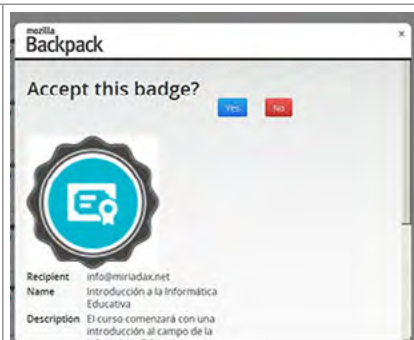 mozilla
Backpack
×
Accept this badge?
Yes
No
Recipient info@miriadax.net
Name Introducción a la Informática
Educativa
Description El curso comenzará con una
introducción al campo de la